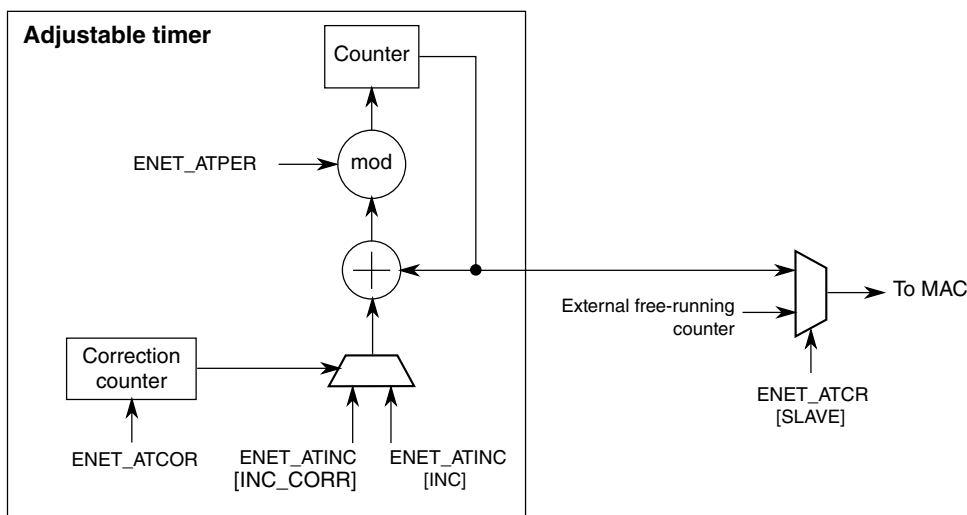 Adjustable timer
Counter
ENET_ATPER
mod
External free-running
counter
To MAC
Correction
counter
ENET_ATCR
[SLAVE]
ENET_ATCOR
ENET_ATINC
[INC_CORR]
ENET_ATINC
[INC]